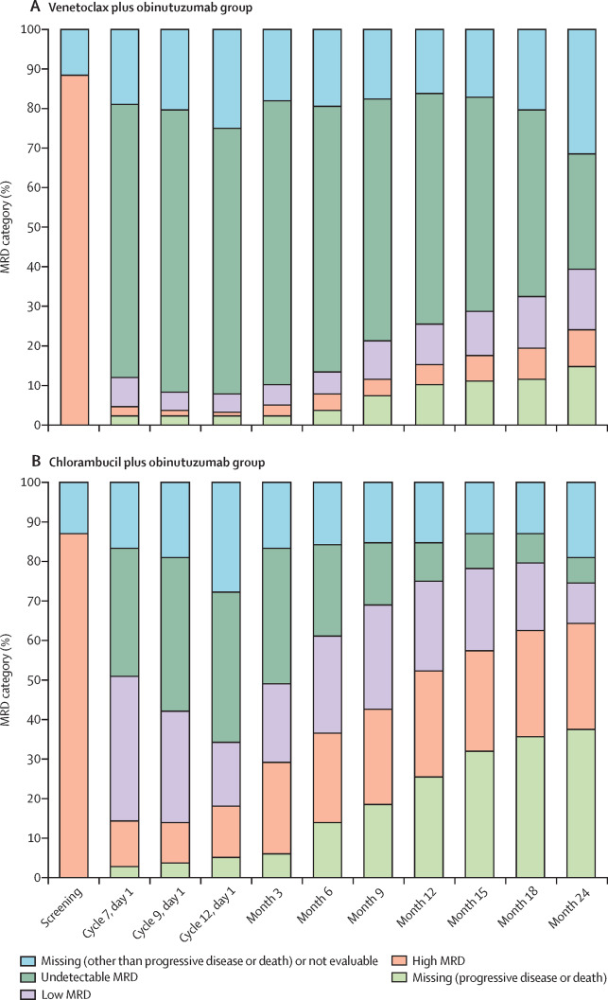 A Venetoclax plus obinutuzumab group
100
90
80
70
60
50
40
30
20
10
0
MRD category (%)
B Chlorambucil plus obinutuzumab group
100
90
80
70
60
50
40
30
20
10
0
MRD category (%)
Screening
Cycle 7, day 1
Cycle 9, day 1
Cycle 12, day 1
Month 3
Month 6
Month 9
Month 12
Month 15
Month 18
Month 24
Missing (other than progressive disease or death) or not evaluable
Undetectable MRD
Low MRD
High MRD
Missing (progressive disease or death)